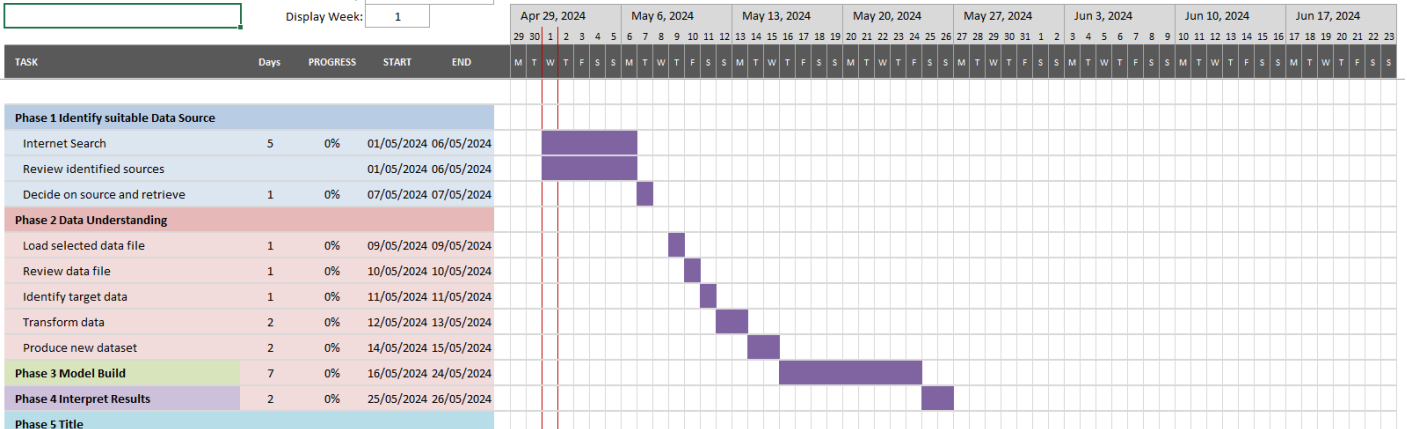 Display Week: 1
Apr 29, 2024 May 6, 2024 May 13, 2024 May 20, 2024 May 27, 2024 Jun 3, 2024 Jun 10, 2024 Jun 17, 2024
29 30 1 2 3 4 5 6 7 8 9 10 11 12 13 14 15 16 17 18 19 20 21 22 23 24 25 26 27 28 29 30 31 1 2 3 4 5 6 7 8 9 10 11 12 13 14 15 16 17 18 19 20 21 22 23
TASK Days PROGRESS START END M T W T F S S M T W T F S S M T W T F S S M T W T F S S M T W T F S S M T W T F S S M T W T F S S M T W T F S S
Phase 1 Identify suitable Data Source
Internet Search 5 0% 01/05/2024 06/05/2024
Review identified sources 01/05/2024 06/05/2024
Decide on source and retrieve 1 0% 07/05/2024 07/05/2024
Phase 2 Data Understanding
Load selected data file 1 0% 09/05/2024 09/05/2024
Review data file 1 0% 10/05/2024 10/05/2024
Identify target data 1 0% 11/05/2024 11/05/2024
Transform data 2 0% 12/05/2024 13/05/2024
Produce new dataset 2 0% 14/05/2024 15/05/2024
Phase 3 Model Build 7 0% 16/05/2024 24/05/2024
Phase 4 Interpret Results 2 0% 25/05/2024 26/05/2024
Phase 5 Title